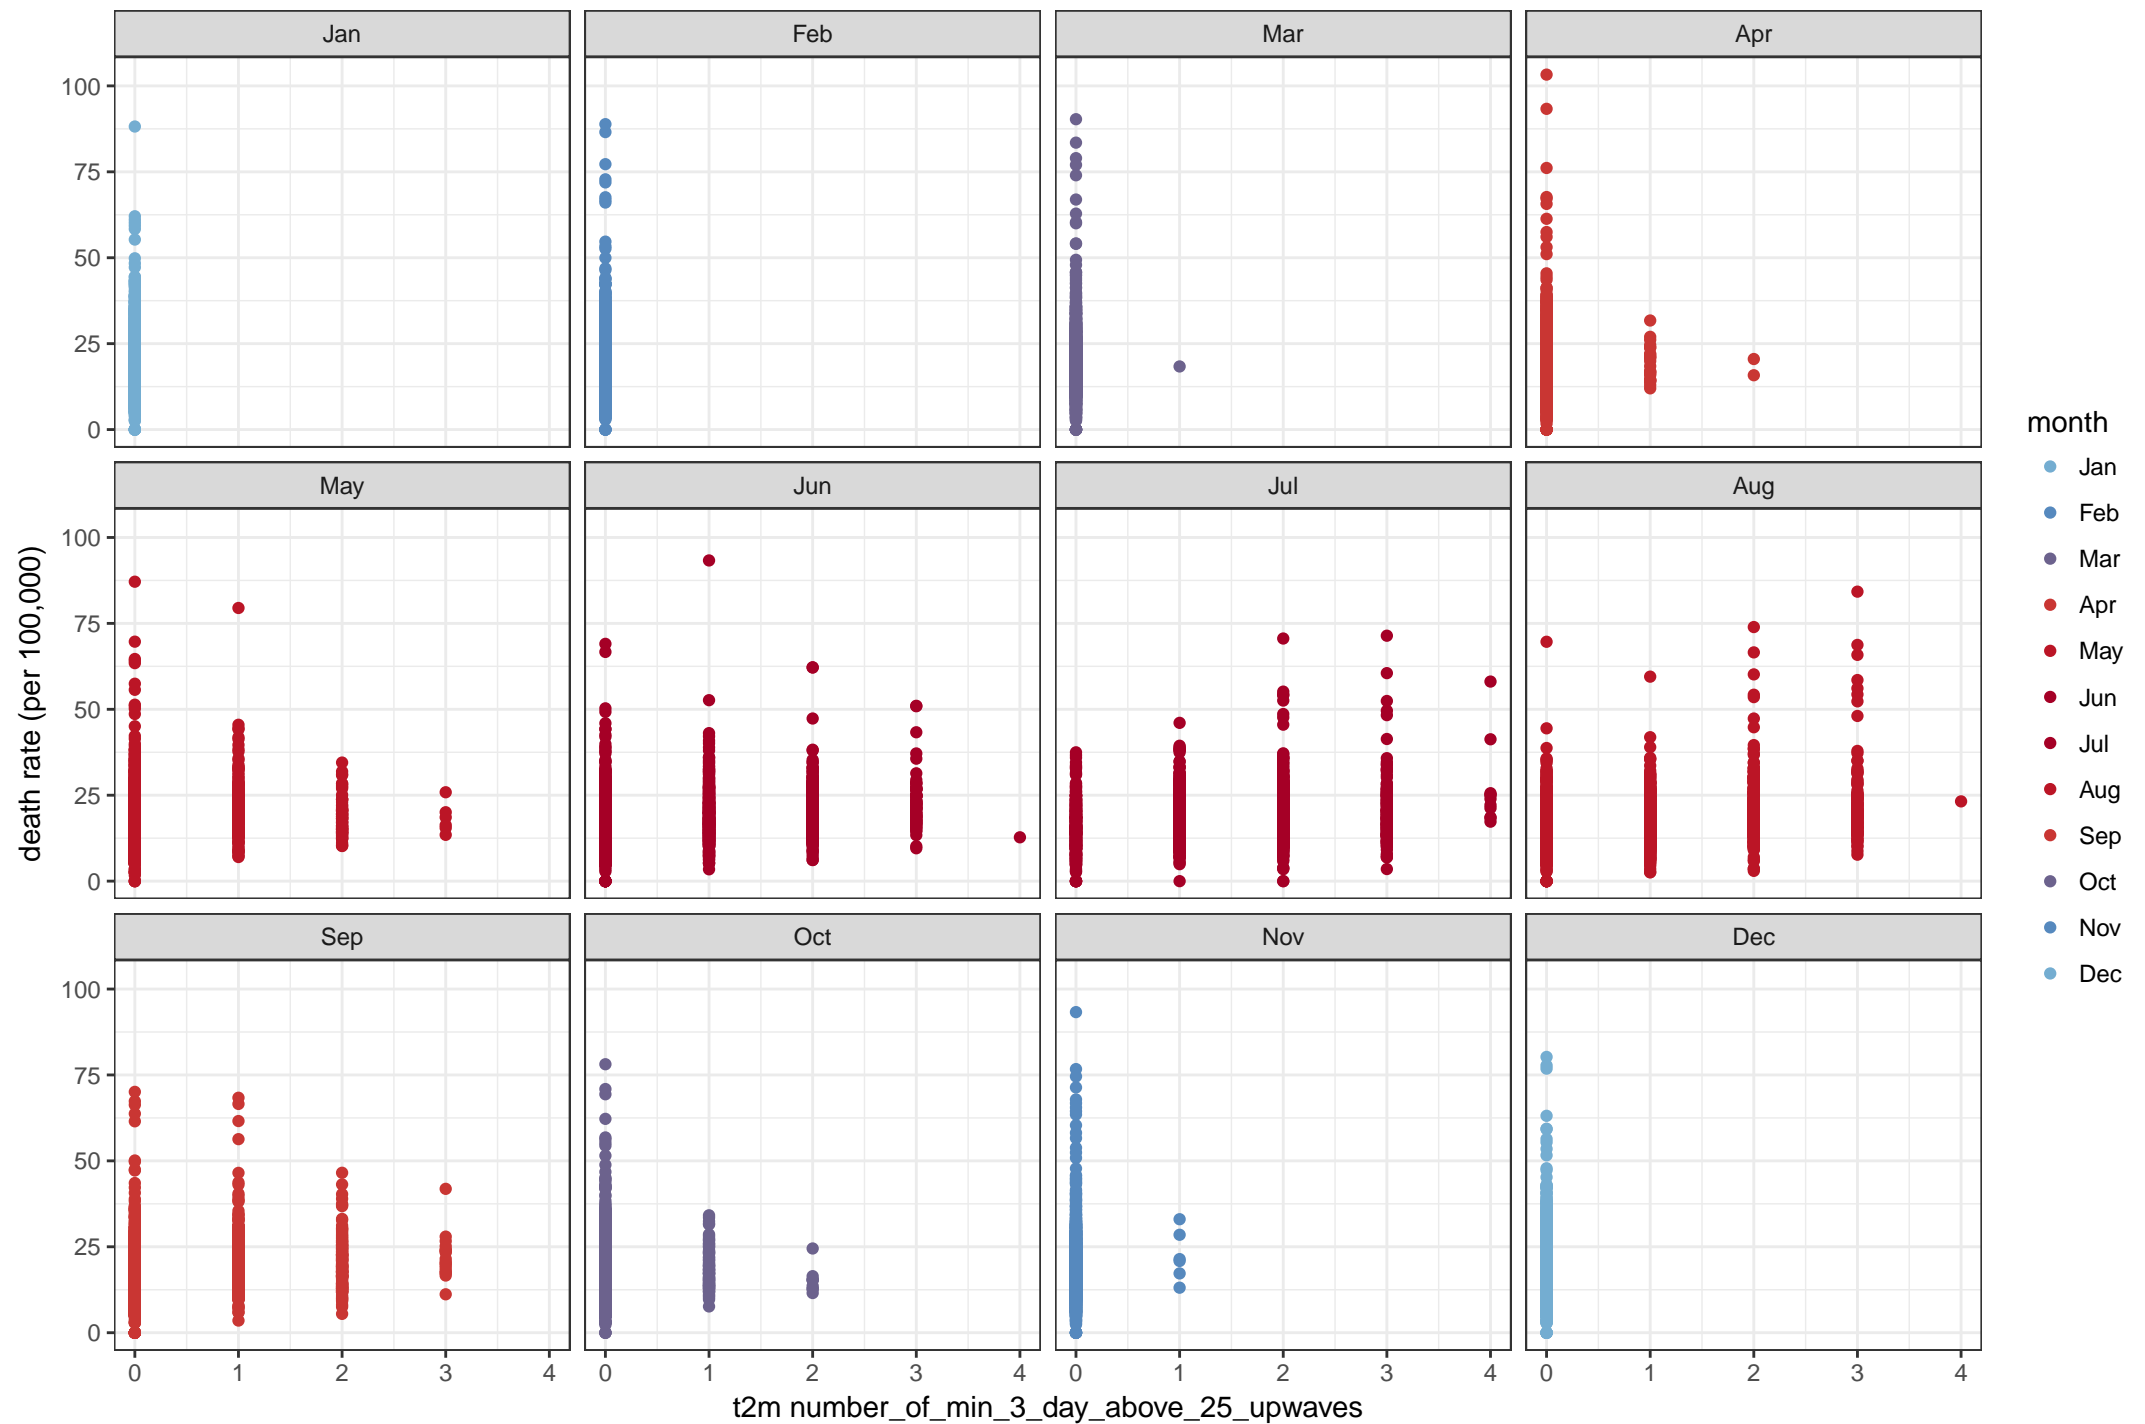 Jan Feb Mar Apr
100
75
50
25
0
May Jun Jul Aug
100
75
50
25
0
Sep Oct Nov Dec
100
75
50
25
0
0 1 2 3 4 0 1 2 3 4 0 1 2 3 4 0 1 2 3 4
t2m number_of_min_3_day_above_25_upwaves
death rate (per 100,000)
month
Jan
Feb
Mar
Apr
May
Jun
Jul
Aug
Sep
Oct
Nov
Dec